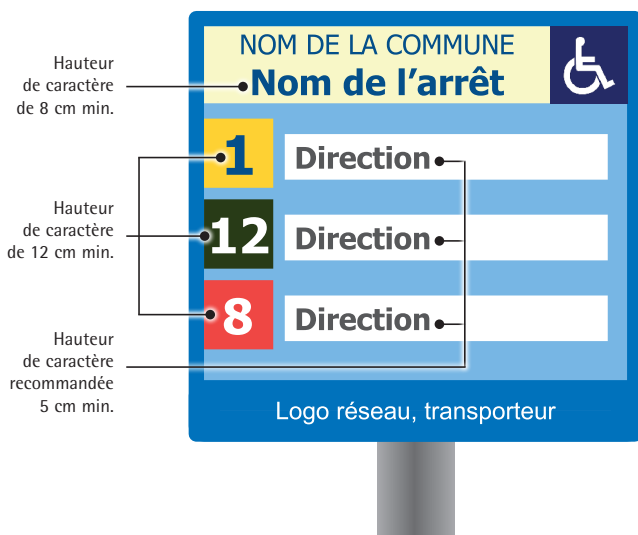 Hauteur
de caractère
de 8 cm min.
NOM DE LA COMMUNE
Nom de l’arrêt
1 Direction
Hauteur
de caractère
de 12 cm min.
12 Direction
8 Direction
Hauteur
de caractère
recommandée
5 cm min.
Logo réseau, transporteur